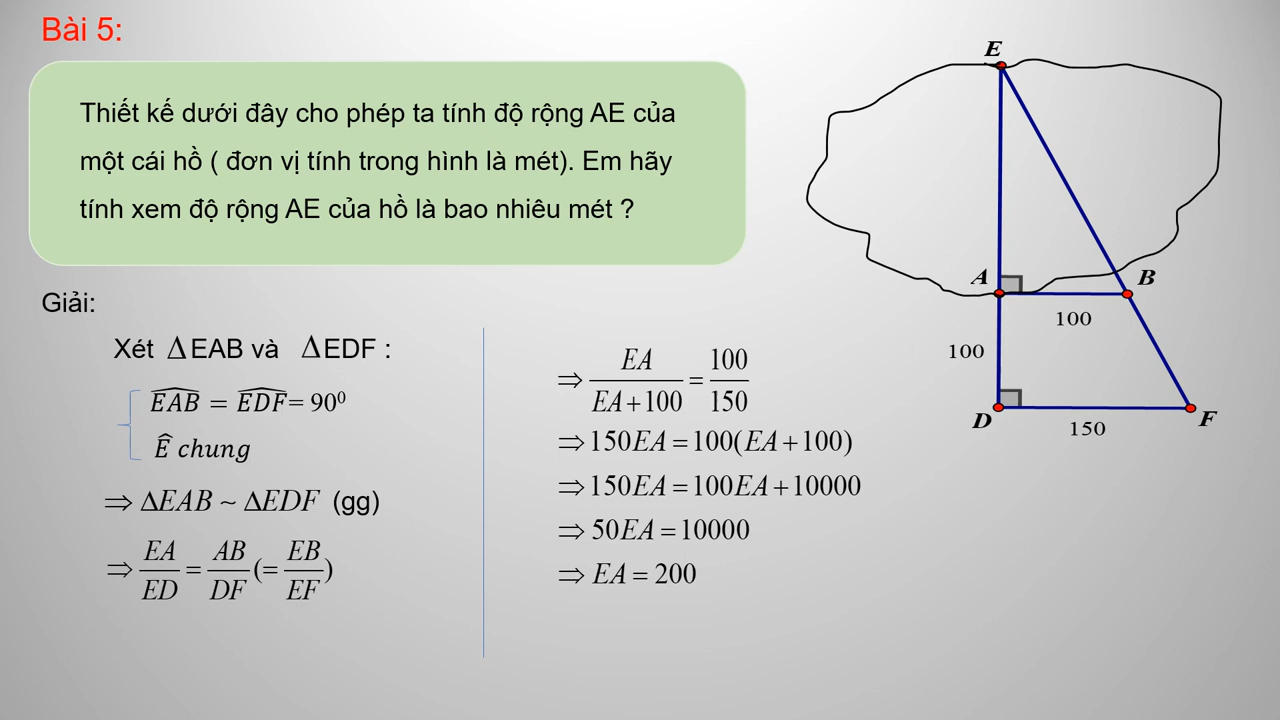 Bài 5:
Thiết kế dưới đây cho phép ta tính độ rộng AE của
một cái hồ ( đơn vị tính trong hình là mét). Em hãy
tính xem độ rộng AE của hồ là bao nhiêu mét ?
Giải:
Xét ΔEAB và ΔEDF :
\widehat{EAB} = \widehat{EDF}= 90⁰
Ê chung
⇒ ΔEAB ~ ΔEDF (gg)
⇒ EA/ED = AB/DF (= EB/EF)
⇒ EA/(EA+100) = 100/150
⇒ 150EA = 100(EA+100)
⇒ 150EA = 100EA+10000
⇒ 50EA = 10000
⇒ EA = 200
E
A
B
100
100
D
150
F